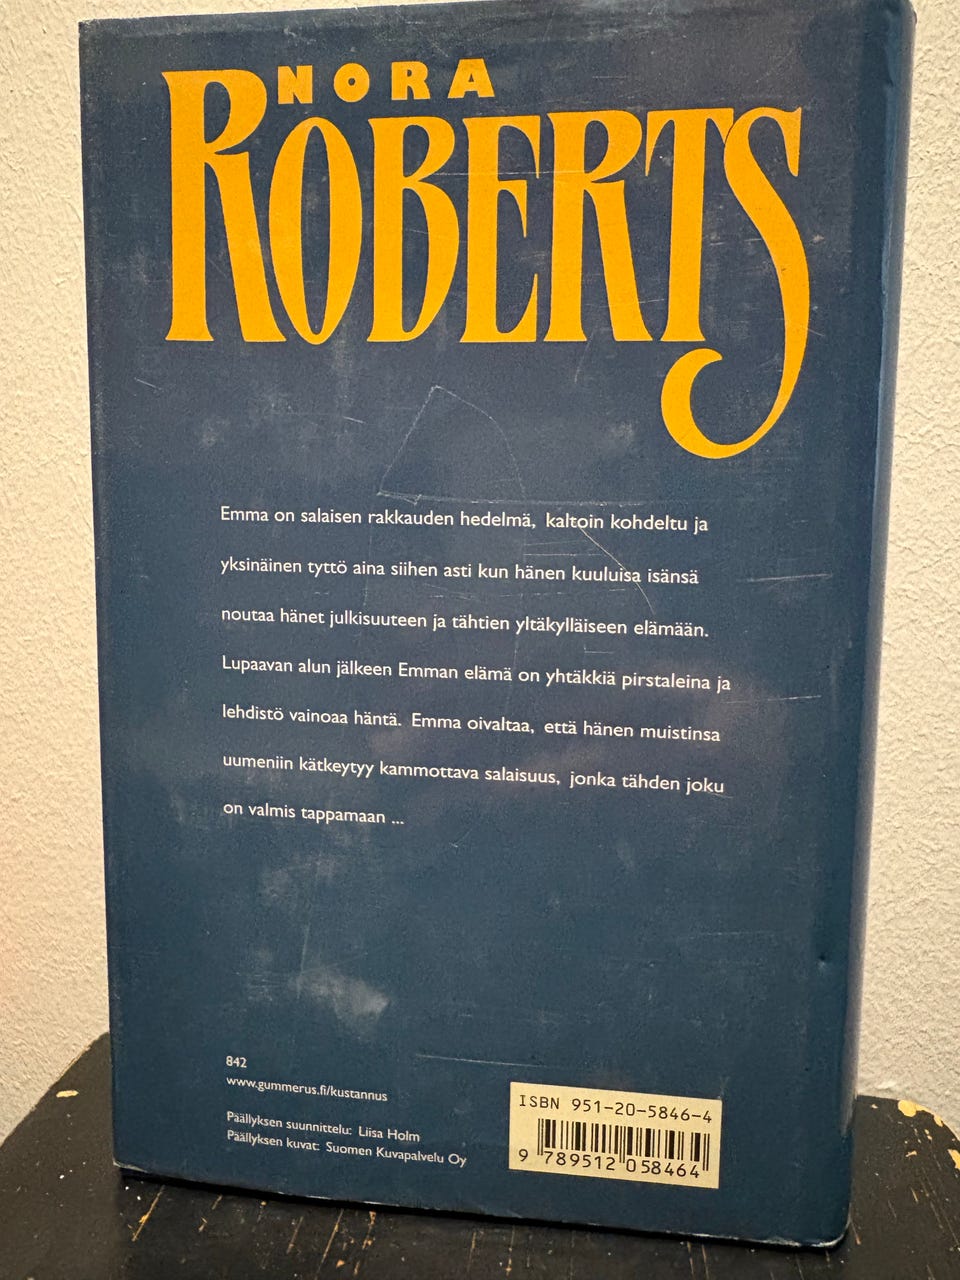 NORA
ROBERTS
Emma on salaisen rakkauden hedelmä, kaltoin kohdeltu ja
yksinäinen tyttö aina siihen asti kun hänen kuuluisa isänsä
noutaa hänet julkisuuteen ja tähtien yltäkylläiseen elämään.
Lupaavan alun jälkeen Emman elämä on yhtäkkiä pirstaleina ja
lehdistö vainoaa häntä. Emma oivaltaa, että hänen muistinsa
uumeniin kätkeytyy kammottava salaisuus, jonka tähden joku
on valmis tappamaan ...
842
www.gummerus.fi/kustannus
Päällyksen suunnittelu: Liisa Holm
Päällyksen kuvat: Suomen Kuvapalvelu Oy
ISBN 951-20-5846-4
9 789512 058464